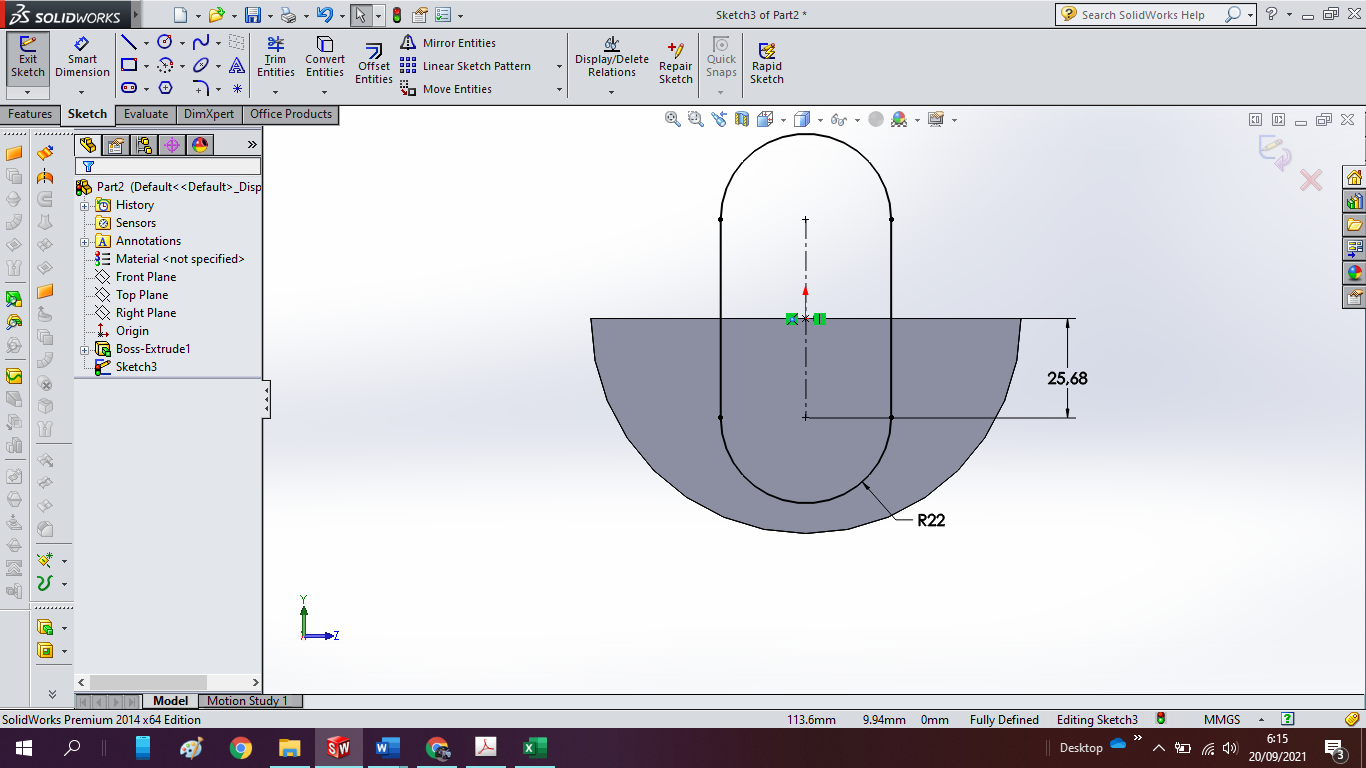 SOLIDWORKS
Sketch3 of Part2 *
Search SolidWorks Help
Exit Sketch
Smart Dimension
Trim Entities
Convert Entities
Offset Entities
Mirror Entities
Linear Sketch Pattern
Move Entities
Display/Delete Relations
Repair Sketch
Quick Snaps
Rapid Sketch
Features
Sketch
Evaluate
DimXpert
Office Products
Part2 (Default<<Default>_Disp
History
Sensors
Annotations
Material <not specified>
Front Plane
Top Plane
Right Plane
Origin
Boss-Extrude1
Sketch3
25,68
R22
Y
Z
Model
Motion Study 1
SolidWorks Premium 2014 x64 Edition
113.6mm
9.94mm
0mm
Fully Defined
Editing Sketch3
MMGS
Desktop
6:15
20/09/2021
3